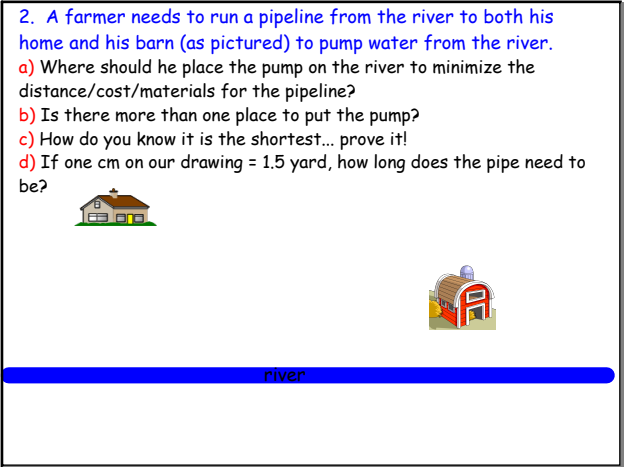 2.  A farmer needs to run a pipeline from the river to both his
home and his barn (as pictured) to pump water from the river.
a) Where should he place the pump on the river to minimize the
distance/cost/materials for the pipeline?
b) Is there more than one place to put the pump?
c) How do you know it is the shortest... prove it!
d) If one cm on our drawing = 1.5 yard, how long does the pipe need to
be?
river